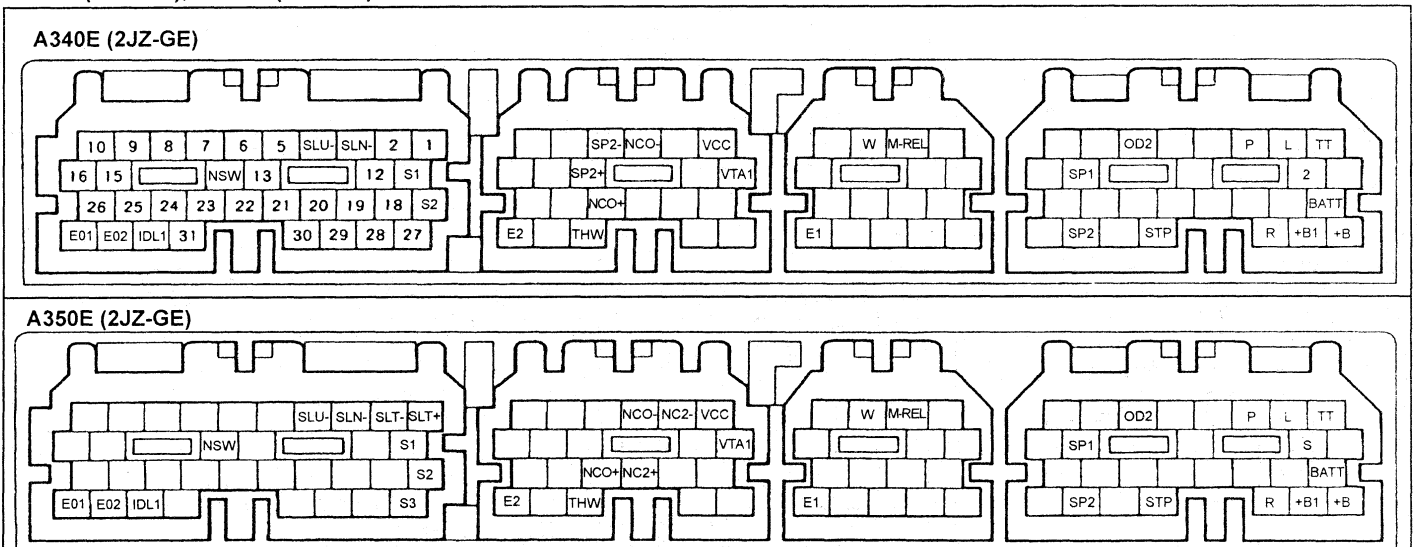 A340E (2JZ-GE)
10 9 8 7 6 5 SLU- SLN- 2 1 SP2- NCO- VCC W M-REL OD2 P L TT
16 15 NSW 13 12 S1 SP2+ VTA1 SP1 2
26 25 24 23 22 21 20 19 18 S2 NCO+ BATT
E01 E02 IDL1 31 30 29 28 27 E2 THW E1 SP2 STP R +B1 +B
A350E (2JZ-GE)
SLU- SLN- SLT- SLT+ NCO- NC2- VCC W M-REL OD2 P L TT
NSW S1 VTA1 SP1 S
S2 NCO+ NC2+ BATT
E01 E02 IDL1 S3 E2 THW E1 SP2 STP R +B1 +B